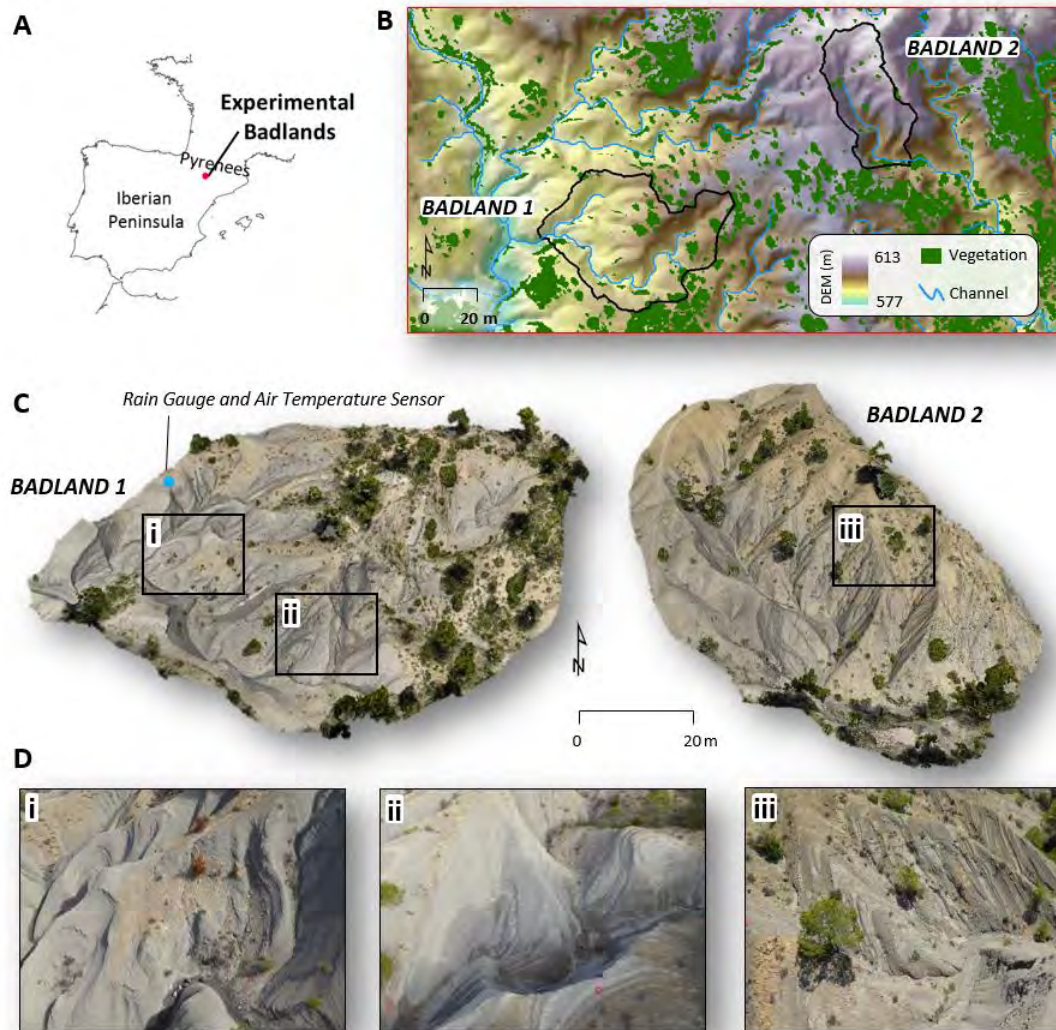 A
Experimental
Badlands
Pyrenees
Iberian
Peninsula
B
BADLAND 2
BADLAND 1
N
0 20 m
DEM (m)
613
577
Vegetation
Channel
C
Rain Gauge and Air Temperature Sensor
BADLAND 1
BADLAND 2
i
ii
iii
N
0 20 m
D
i
ii
iii